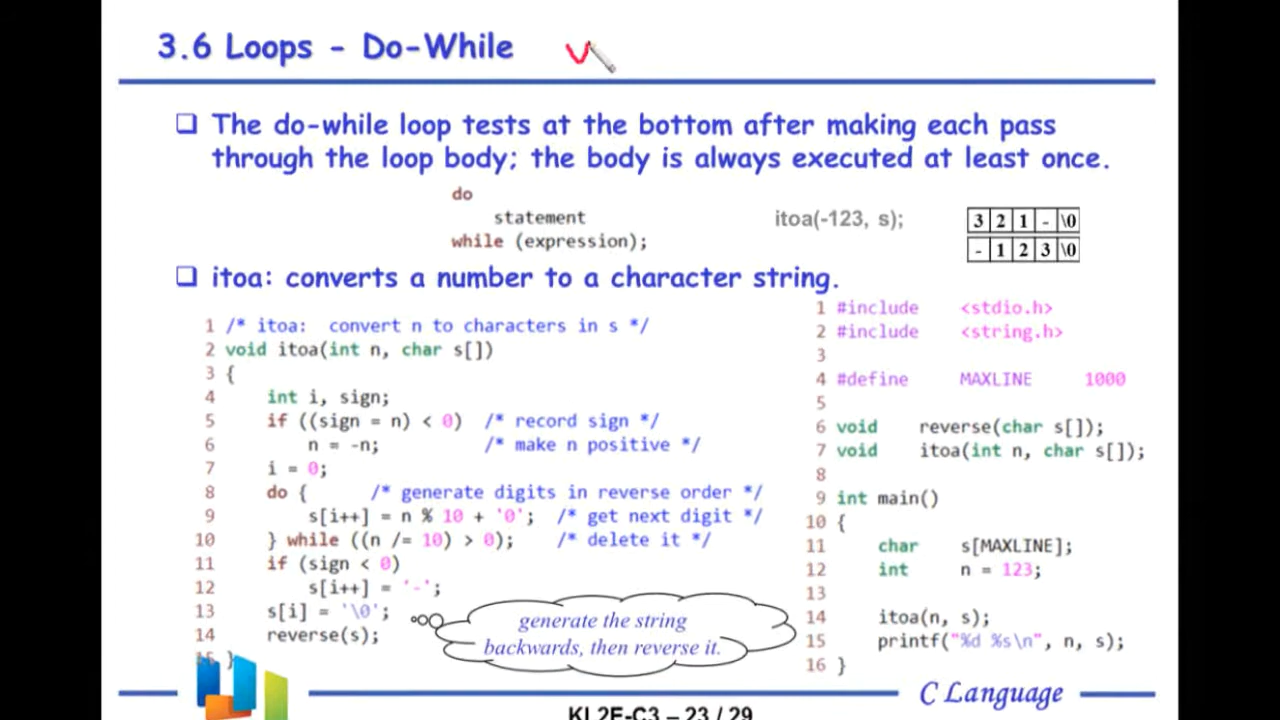 3.6 Loops - Do-While
❑ The do-while loop tests at the bottom after making each pass
through the loop body; the body is always executed at least once.
do
statement
while (expression);
itoa(-123, s);
3 2 1 - \0
- 1 2 3 \0
❑ itoa: converts a number to a character string.
1 /* itoa:  convert n to characters in s */
2 void itoa(int n, char s[])
3 {
4     int i, sign;
5     if ((sign = n) < 0)  /* record sign */
6         n = -n;          /* make n positive */
7     i = 0;
8     do {      /* generate digits in reverse order */
9         s[i++] = n % 10 + '0';  /* get next digit */
10     } while ((n /= 10) > 0);    /* delete it */
11     if (sign < 0)
12         s[i++] = '-';
13     s[i] = '\0';
14     reverse(s);
15 }
generate the string
backwards, then reverse it.
1 #include    <stdio.h>
2 #include    <string.h>
3
4 #define     MAXLINE     1000
5
6 void    reverse(char s[]);
7 void    itoa(int n, char s[]);
8
9 int main()
10 {
11     char    s[MAXLINE];
12     int     n = 123;
13
14     itoa(n, s);
15     printf("%d %s\n", n, s);
16 }
C Language
KL2E-C3 – 23 / 29